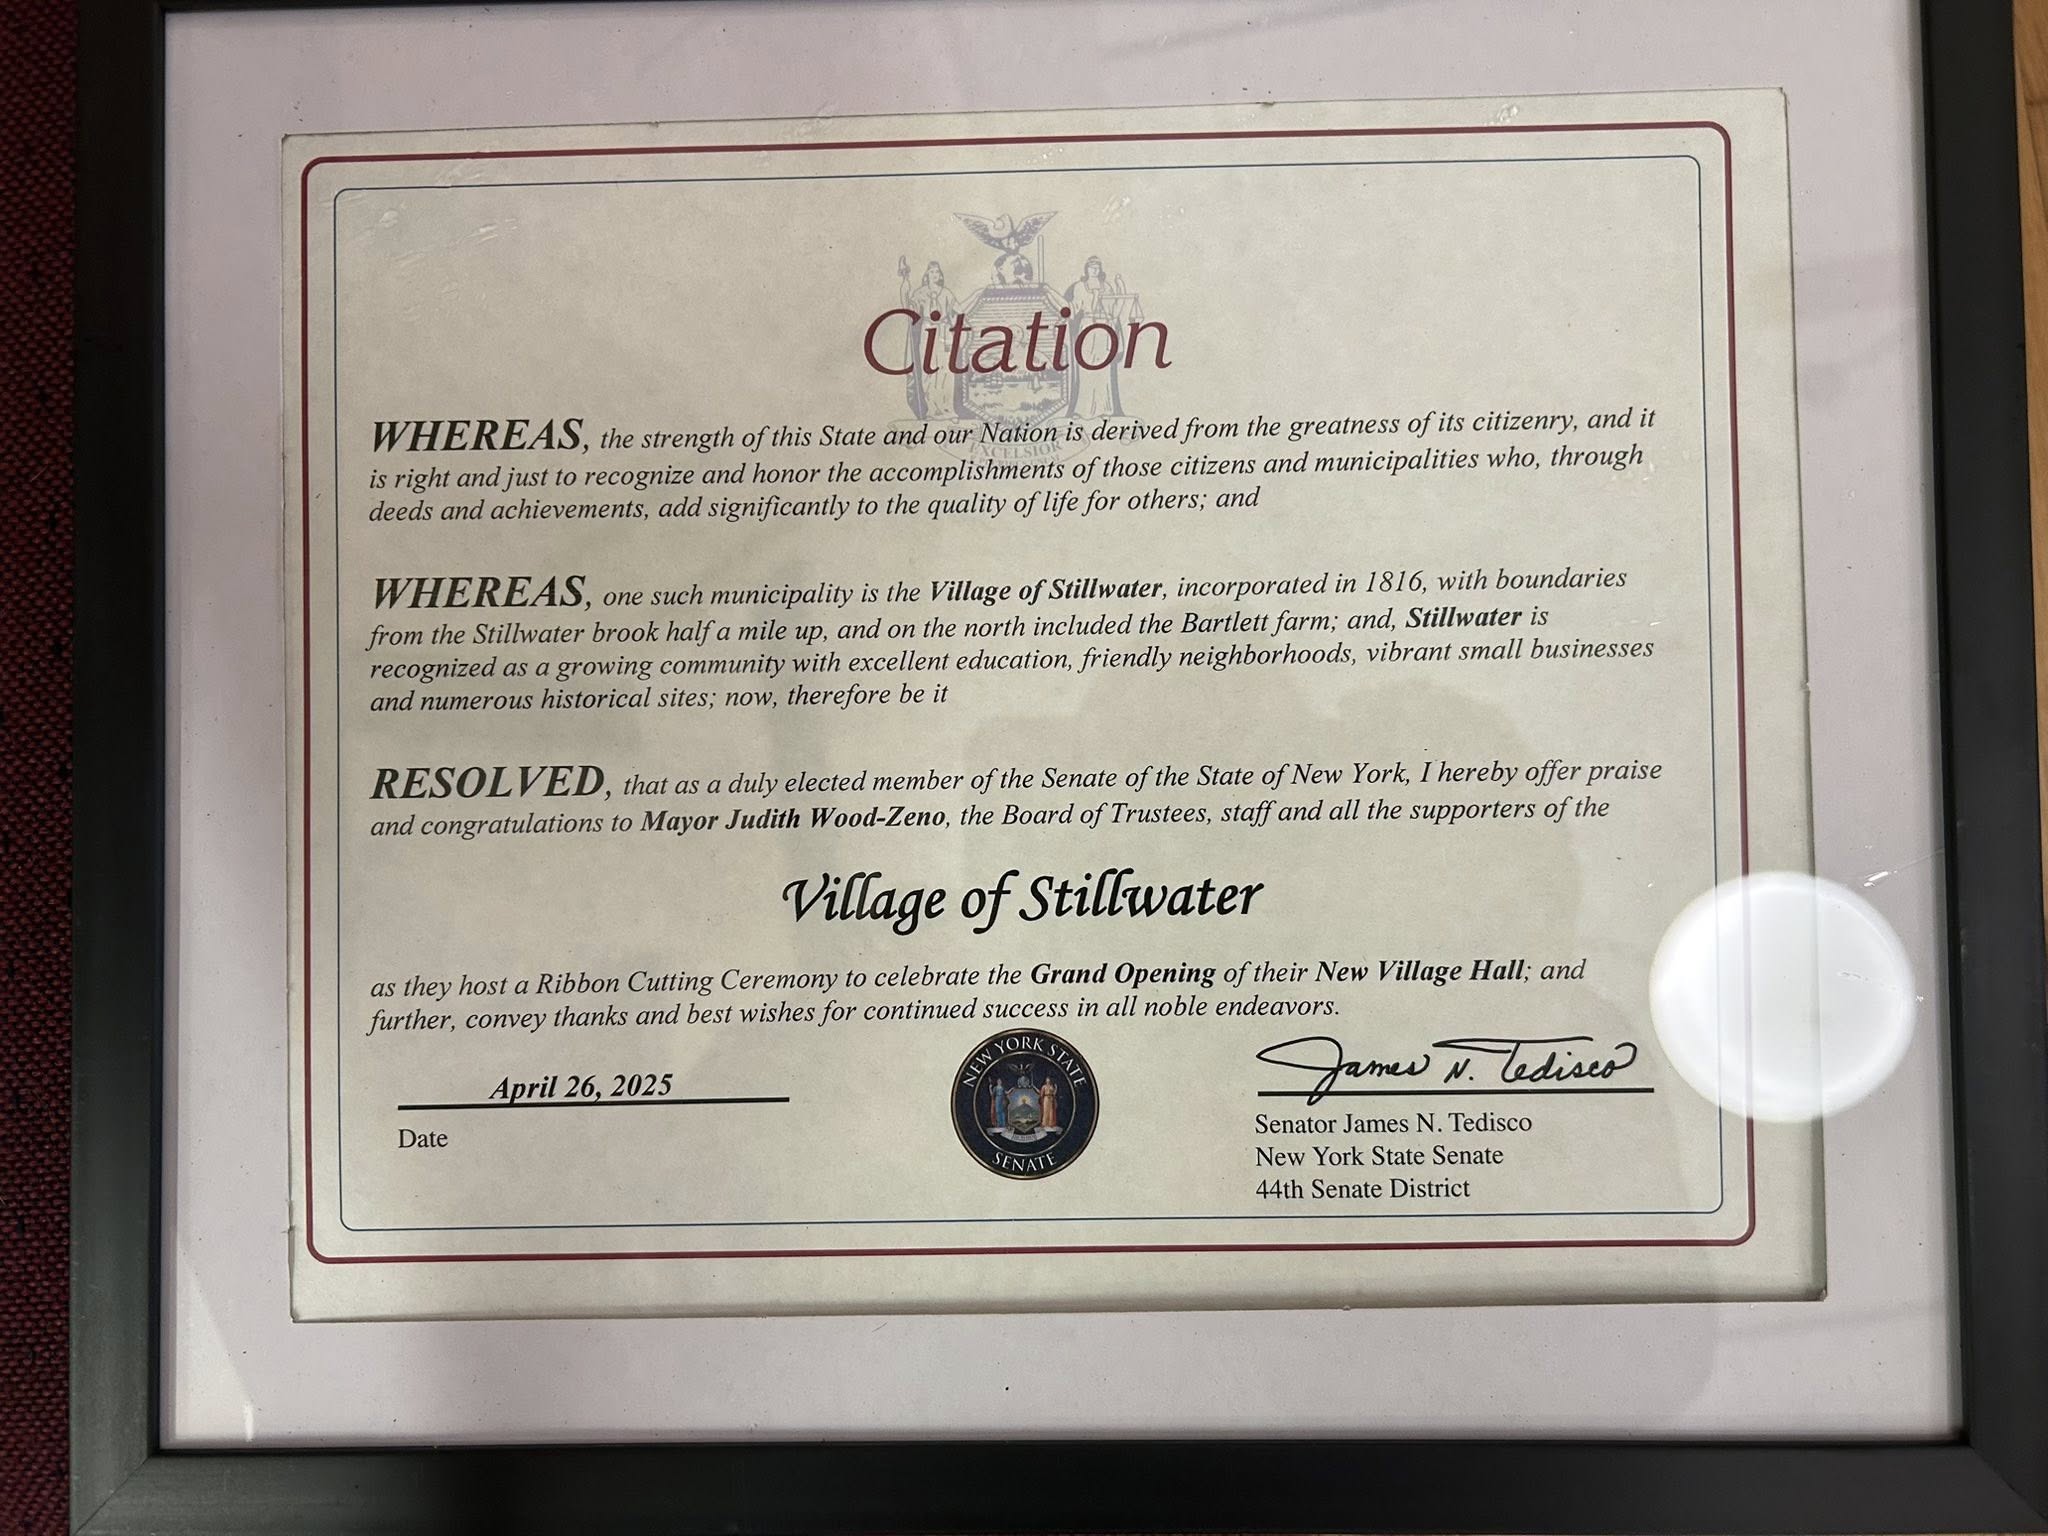 Citation
EXCELSIOR
WHEREAS, the strength of this State and our Nation is derived from the greatness of its citizenry, and it
is right and just to recognize and honor the accomplishments of those citizens and municipalities who, through
deeds and achievements, add significantly to the quality of life for others; and
WHEREAS, one such municipality is the Village of Stillwater, incorporated in 1816, with boundaries
from the Stillwater brook half a mile up, and on the north included the Bartlett farm; and, Stillwater is
recognized as a growing community with excellent education, friendly neighborhoods, vibrant small businesses
and numerous historical sites; now, therefore be it
RESOLVED, that as a duly elected member of the Senate of the State of New York, I hereby offer praise
and congratulations to Mayor Judith Wood-Zeno, the Board of Trustees, staff and all the supporters of the
Village of Stillwater
as they host a Ribbon Cutting Ceremony to celebrate the Grand Opening of their New Village Hall; and
further, convey thanks and best wishes for continued success in all noble endeavors.
April 26, 2025
Date
NEW YORK STATE
SENATE
James N. Tedisco
Senator James N. Tedisco
New York State Senate
44th Senate District